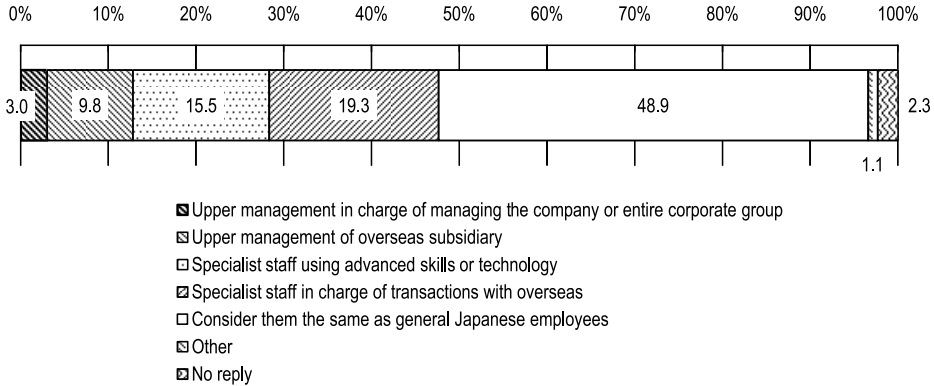 0% 10% 20% 30% 40% 50% 60% 70% 80% 90% 100%
3.0 9.8 15.5 19.3 48.9 2.3
1.1
Upper management in charge of managing the company or entire corporate group
Upper management of overseas subsidiary
Specialist staff using advanced skills or technology
Specialist staff in charge of transactions with overseas
Consider them the same as general Japanese employees
Other
No reply